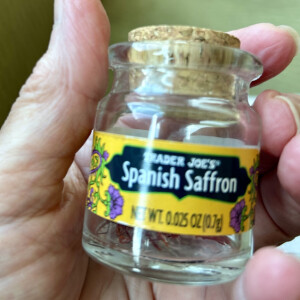 TRADER JOE'S®
Spanish Saffron
NET WT. 0.025 OZ (0.7g)